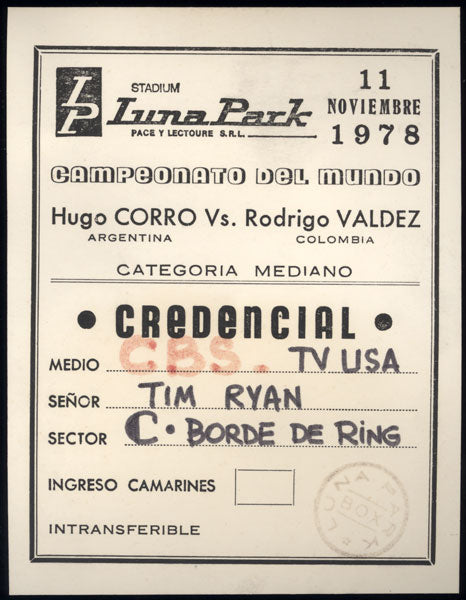 LP
STADIUM
Luna Park
PACE Y LECTOURE S.R.L.
11
NOVIEMBRE
1978
CAMPEONATO DEL MUNDO
Hugo CORRO Vs. Rodrigo VALDEZ
ARGENTINA COLOMBIA
CATEGORIA MEDIANO
• CREDENCIAL •
MEDIO CBS. TV USA
SEÑOR TIM RYAN
SECTOR C • BORDE DE RING
INGRESO CAMARINES
INTRANSFERIBLE
LUNA PARK
BOX